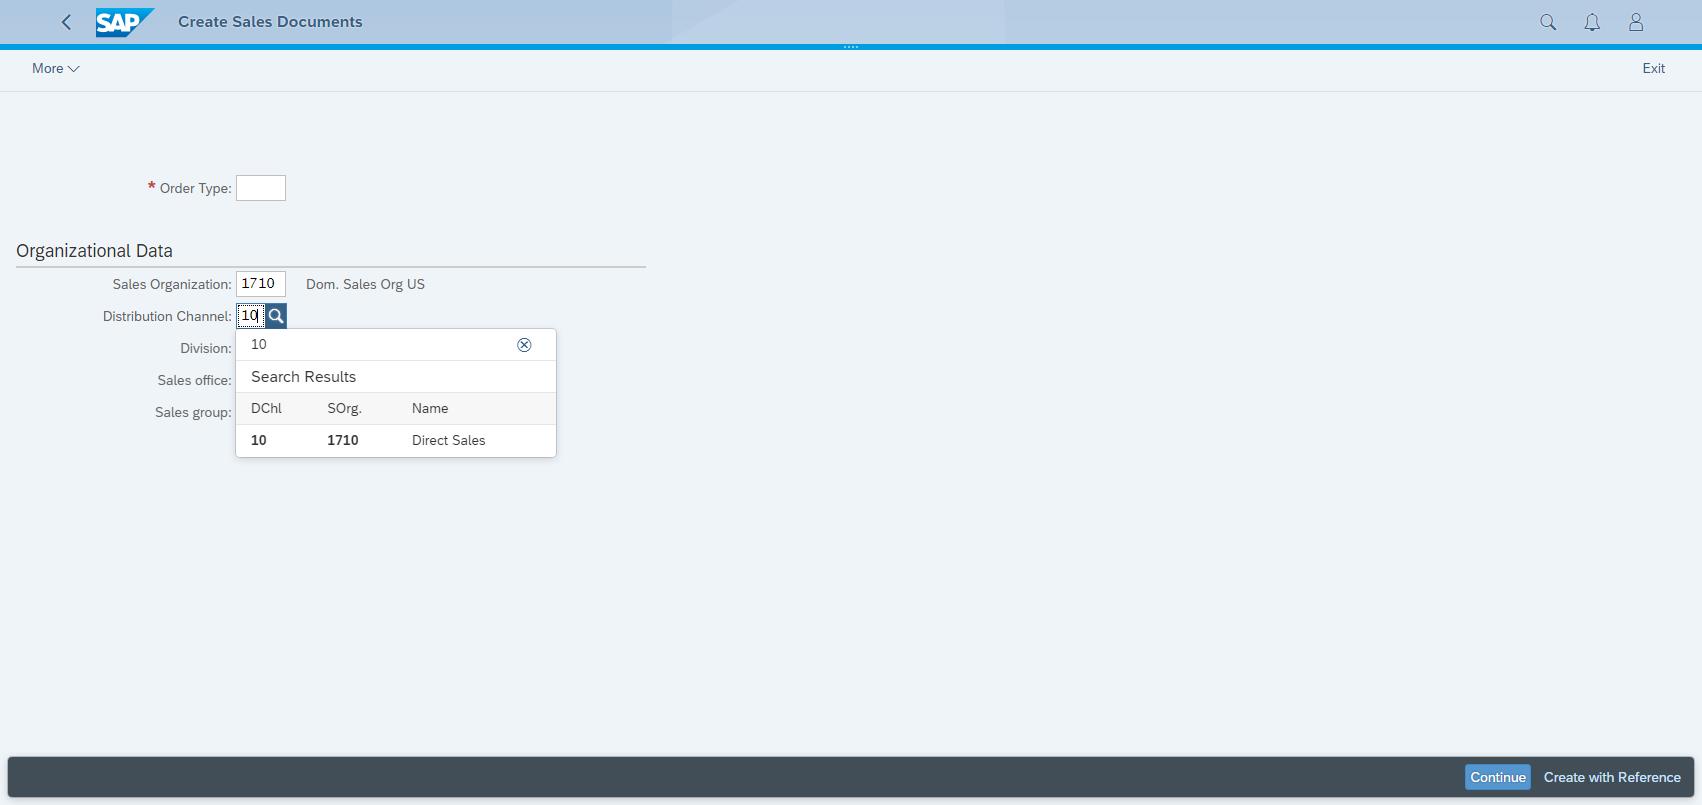 SAP Create Sales Documents
More
Exit
* Order Type:
Organizational Data
Sales Organization: 1710 Dom. Sales Org US
Distribution Channel: 10
Division:
Sales office:
Sales group:
10
Search Results
DChl SOrg. Name
10 1710 Direct Sales
Continue Create with Reference